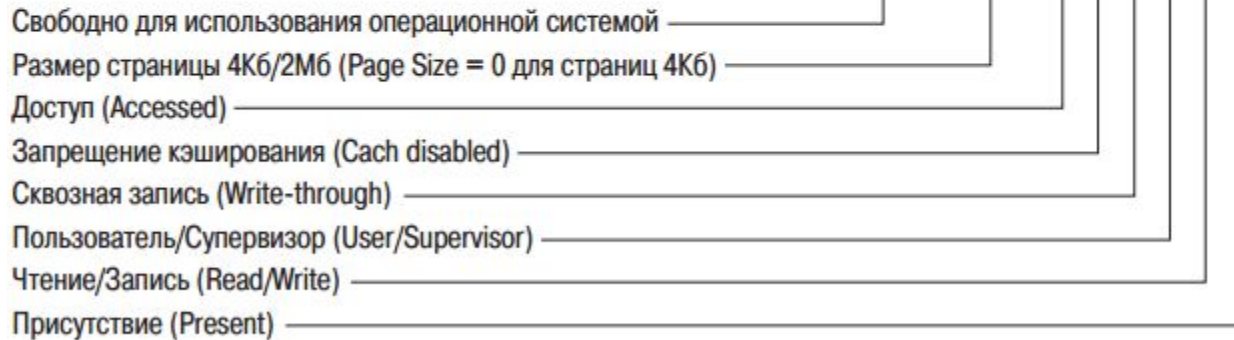 Свободно для использования операционной системой
Размер страницы 4Кб/2Мб (Page Size = 0 для страниц 4Кб)
Доступ (Accessed)
Запрещение кэширования (Cach disabled)
Сквозная запись (Write-through)
Пользователь/Супервизор (User/Supervisor)
Чтение/Запись (Read/Write)
Присутствие (Present)